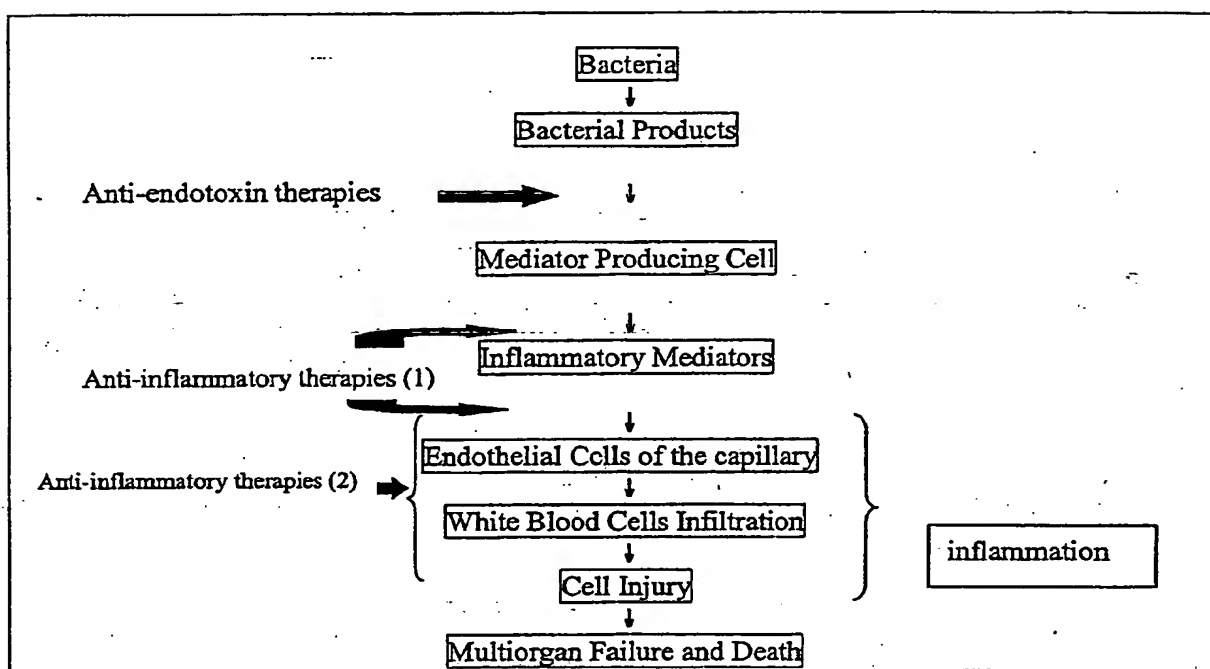 Bacteria
Bacterial Products
Anti-endotoxin therapies
Mediator Producing Cell
Inflammatory Mediators
Anti-inflammatory therapies (1)
Endothelial Cells of the capillary
Anti-inflammatory therapies (2)
White Blood Cells Infiltration
inflammation
Cell Injury
Multiorgan Failure and Death